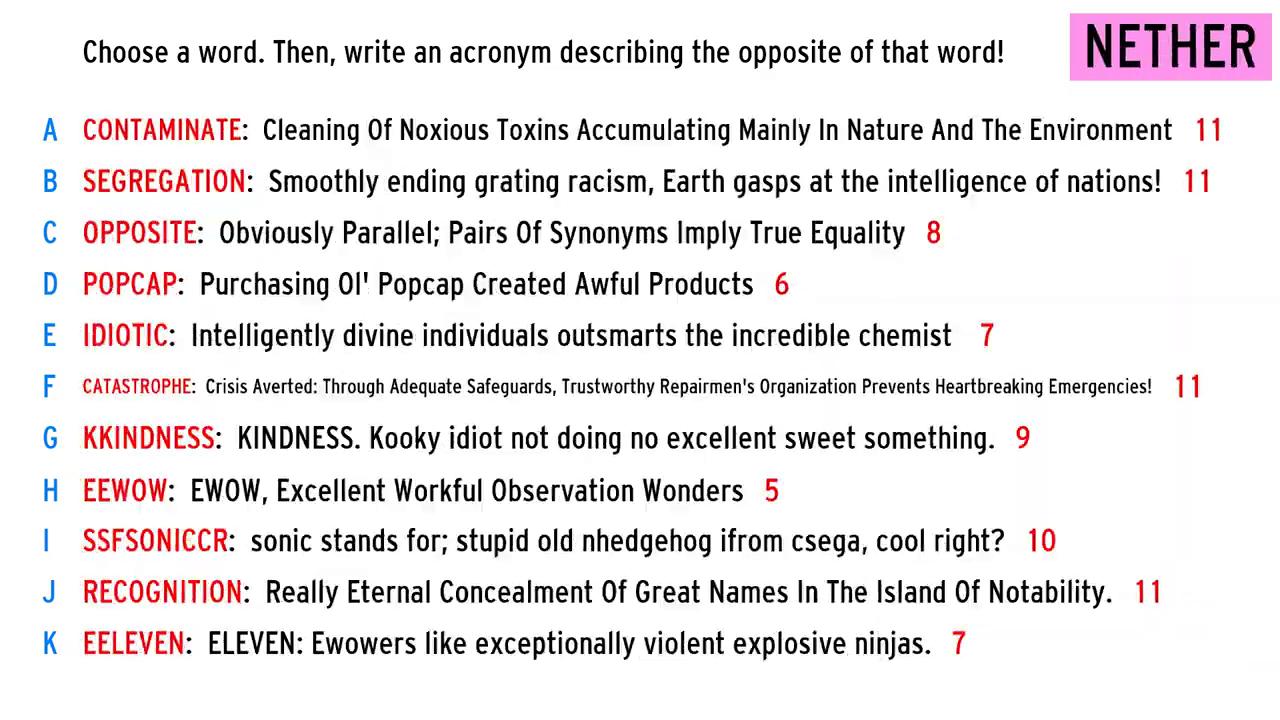 Choose a word. Then, write an acronym describing the opposite of that word!
NETHER
A CONTAMINATE: Cleaning Of Noxious Toxins Accumulating Mainly In Nature And The Environment 11
B SEGREGATION: Smoothly ending grating racism, Earth gasps at the intelligence of nations! 11
C OPPOSITE: Obviously Parallel; Pairs Of Synonyms Imply True Equality 8
D POPCAP: Purchasing Ol' Popcap Created Awful Products 6
E IDIOTIC: Intelligently divine individuals outsmarts the incredible chemist 7
F CATASTROPHE: Crisis Averted: Through Adequate Safeguards, Trustworthy Repairmen's Organization Prevents Heartbreaking Emergencies! 11
G KKINDNESS: KINDNESS. Kooky idiot not doing no excellent sweet something. 9
H EEWOW: EWOW, Excellent Workful Observation Wonders 5
I SSFSONICCR: sonic stands for; stupid old nhedgehog ifrom csega, cool right? 10
J RECOGNITION: Really Eternal Concealment Of Great Names In The Island Of Notability. 11
K EELEVEN: ELEVEN: Ewowers like exceptionally violent explosive ninjas. 7